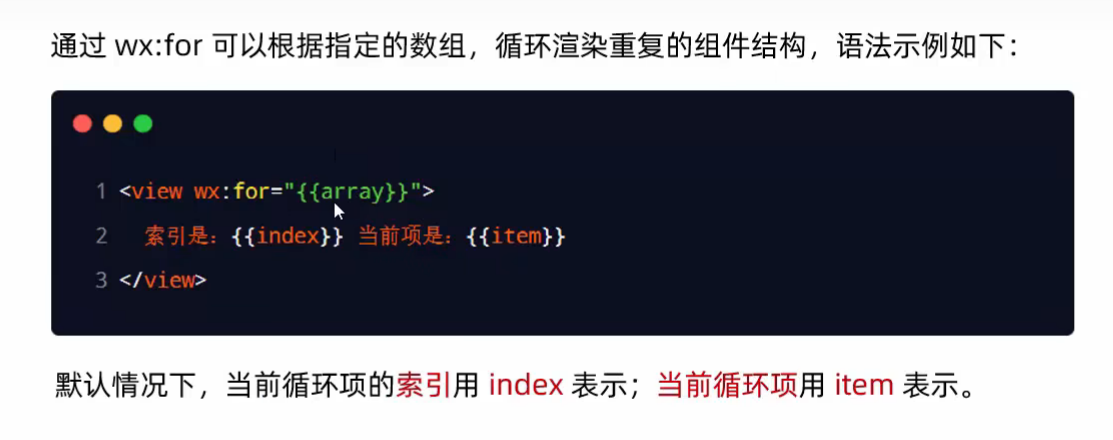 通过 wx:for 可以根据指定的数组，循环渲染重复的组件结构，语法示例如下：
1 <view wx:for="{{array}}">
2   索引是：{{index}} 当前项是：{{item}}
3 </view>
默认情况下，当前循环项的索引用 index 表示；当前循环项用 item 表示。